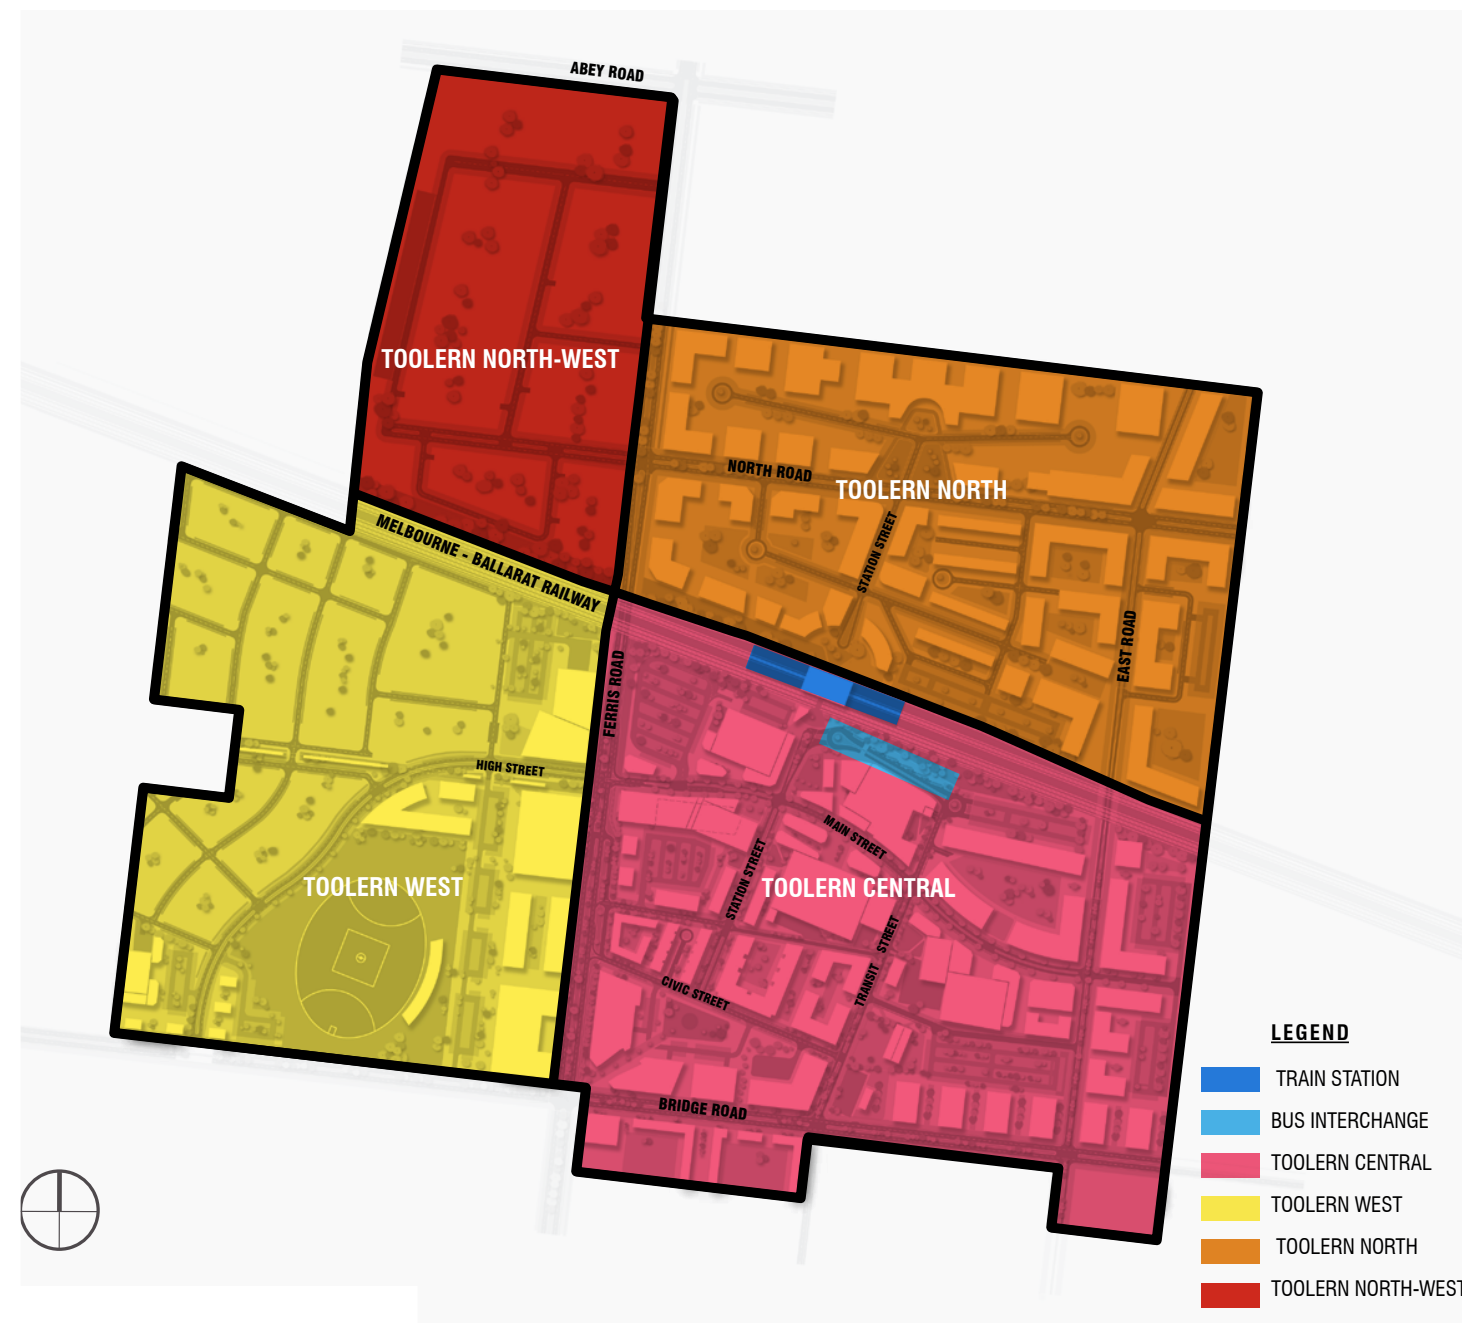 ABEY ROAD
TOOLERN NORTH-WEST
NORTH ROAD
TOOLERN NORTH
STATION STREET
MELBOURNE - BALLARAT RAILWAY
EAST ROAD
FERRIS ROAD
HIGH STREET
MAIN STREET
STATION STREET
TOOLERN WEST
TOOLERN CENTRAL
TRANSIT STREET
CIVIC STREET
BRIDGE ROAD
LEGEND
TRAIN STATION
BUS INTERCHANGE
TOOLERN CENTRAL
TOOLERN WEST
TOOLERN NORTH
TOOLERN NORTH-WEST